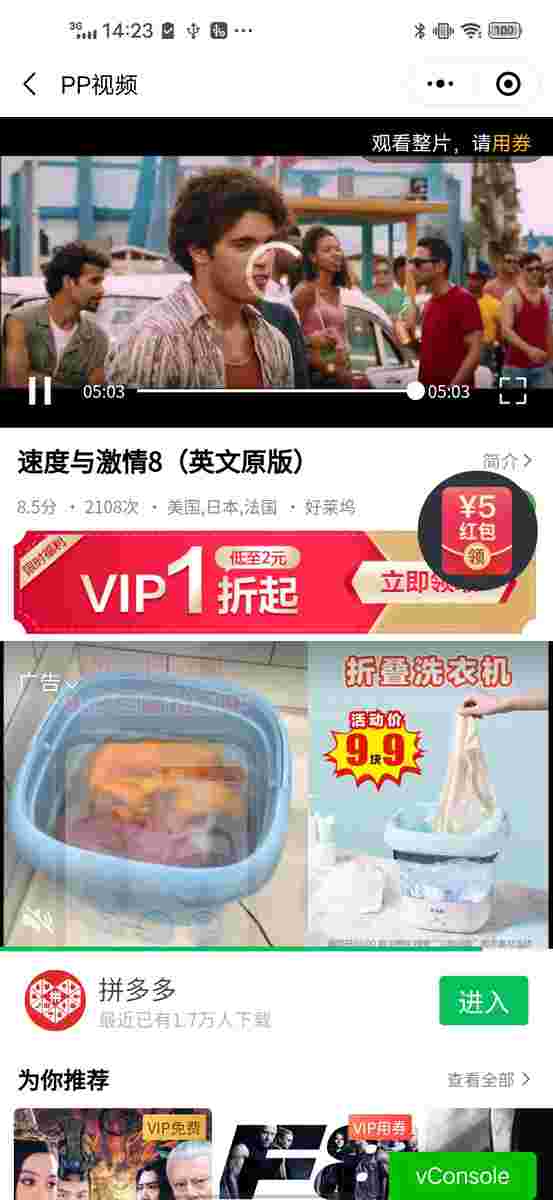 3G 14:23 ···
100
PP视频
观看整片，请用券
05:03
05:03
速度与激情8（英文原版）
简介
8.5分 · 2108次 · 美国,日本,法国 · 好莱坞
¥5
红包
领
限时福利
VIP1折起
低至2元
立即领
广告
折叠洗衣机
活动价
9块9
拼多多
最近已有1.7万人下载
进入
为你推荐
查看全部
VIP免费
VIP用券
F8
vConsole